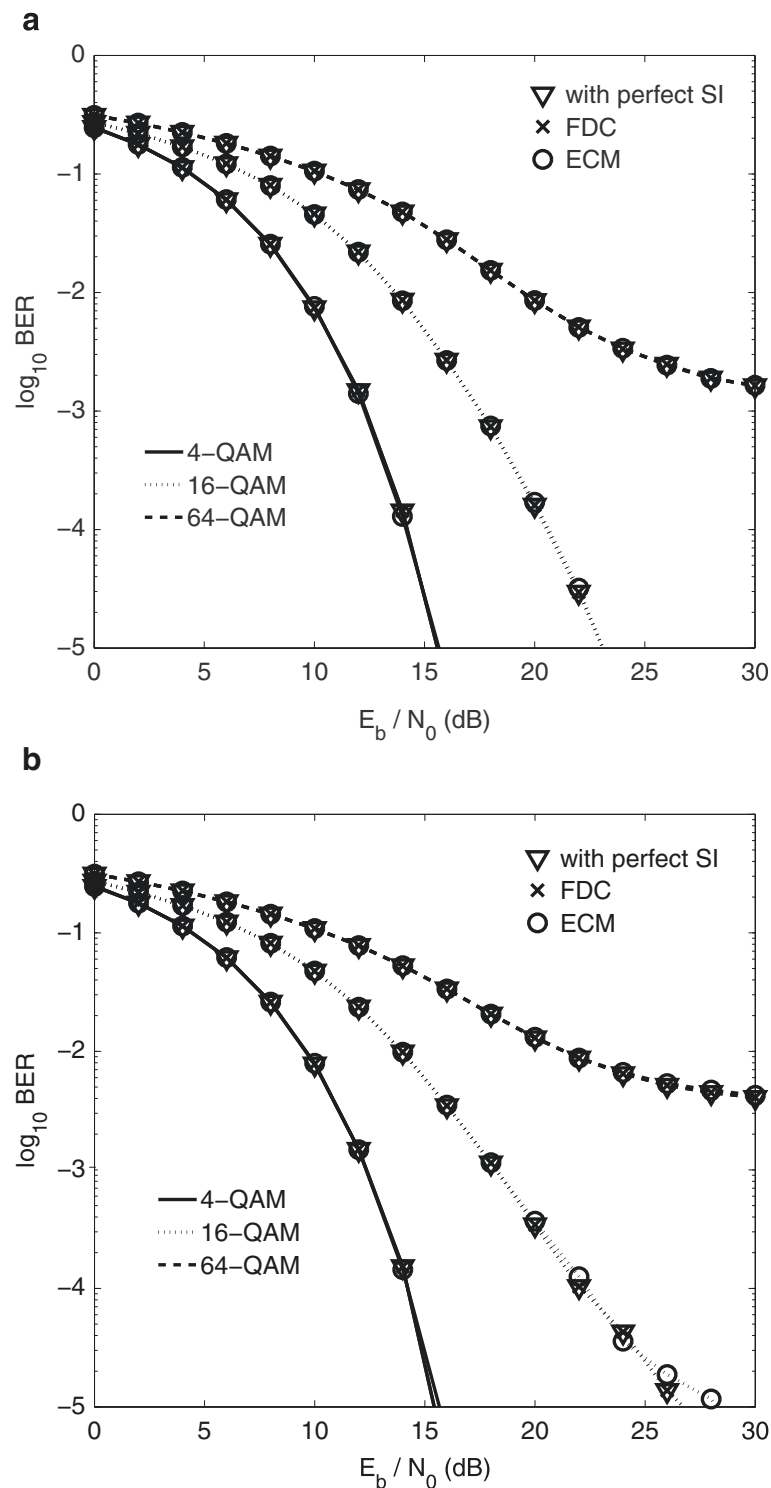 a
0
−1
−2
−3
−4
−5
log10 BER
with perfect SI
FDC
ECM
4−QAM
16−QAM
64−QAM
0 5 10 15 20 25 30
Eb / N0 (dB)
b
0
−1
−2
−3
−4
−5
log10 BER
with perfect SI
FDC
ECM
4−QAM
16−QAM
64−QAM
0 5 10 15 20 25 30
Eb / N0 (dB)